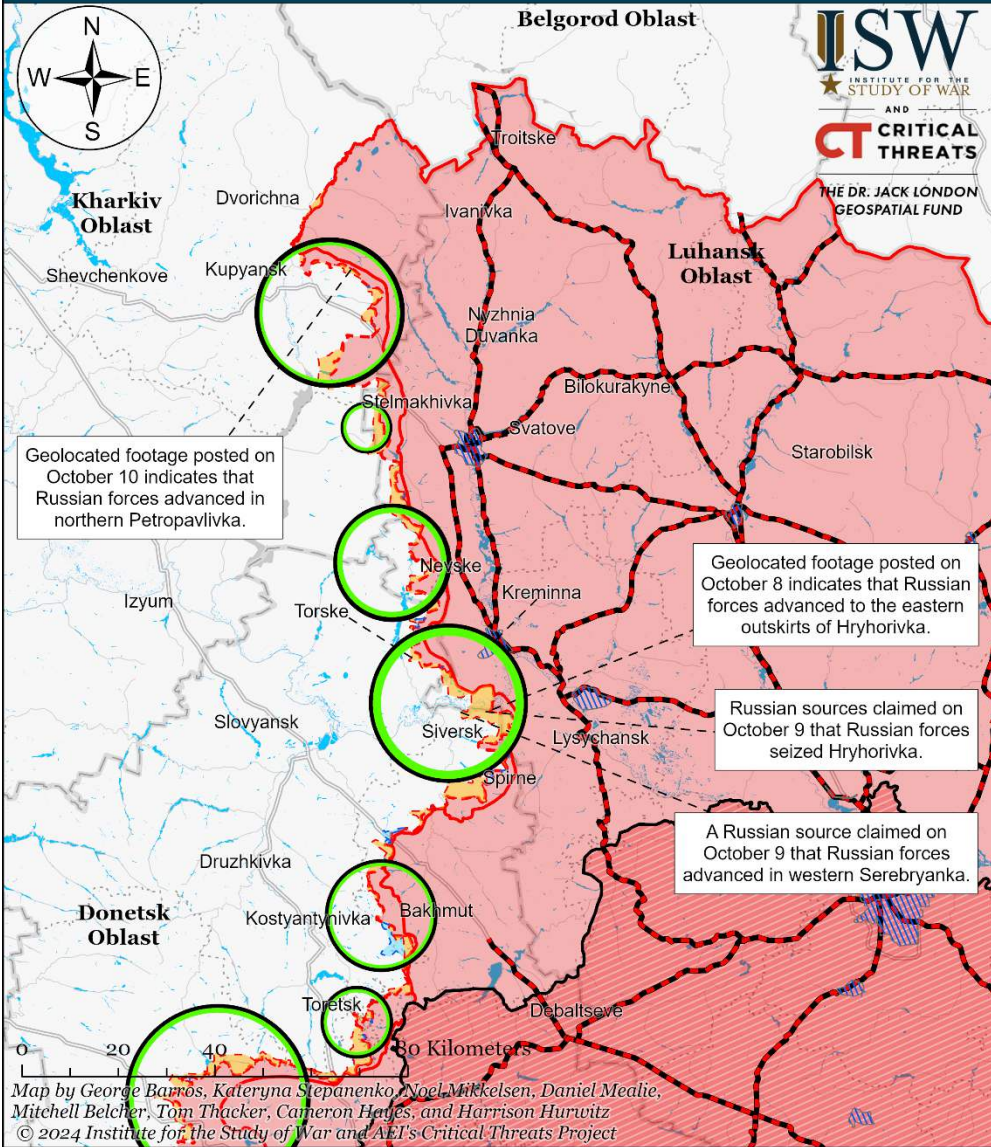 Belgorod Oblast
N
W
E
S
ISW
INSTITUTE FOR THE
STUDY OF WAR
AND
CT CRITICAL
THREATS
THE DR. JACK LONDON
GEOSPATIAL FUND
Troitske
Dvorichna
Kharkiv
Oblast
Ivanivka
Luhansk
Oblast
Kupyansk
Shevchenkove
Nyzhnia
Duvanka
Bilokurakyne
Stelmakhivka
Svatove
Starobilsk
Geolocated footage posted on
October 10 indicates that
Russian forces advanced in
northern Petropavlivka.
Nevske
Geolocated footage posted on
October 8 indicates that Russian
forces advanced to the eastern
outskirts of Hryhorivka.
Kreminna
Izyum
Torske
Slovyansk
Siversk
Lysychansk
Russian sources claimed on
October 9 that Russian forces
seized Hryhorivka.
Spirne
A Russian source claimed on
October 9 that Russian forces
advanced in western Serebryanka.
Druzhkivka
Donetsk
Oblast
Kostyantynivka
Bakhmut
Toretsk
Debaltseve
0 20 40 80 Kilometers
Map by George Barros, Kateryna Stepanenko, Noel Mikkelsen, Daniel Mealie,
Mitchell Belcher, Tom Thacker, Cameron Hayes, and Harrison Hurwitz
© 2024 Institute for the Study of War and AEI's Critical Threats Project